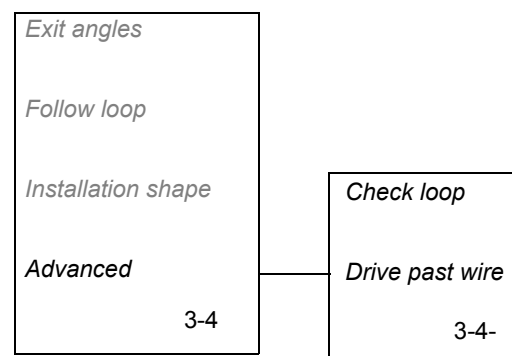 Exit angles
Follow loop
Installation shape
Advanced
3-4
Check loop
Drive past wire
3-4-